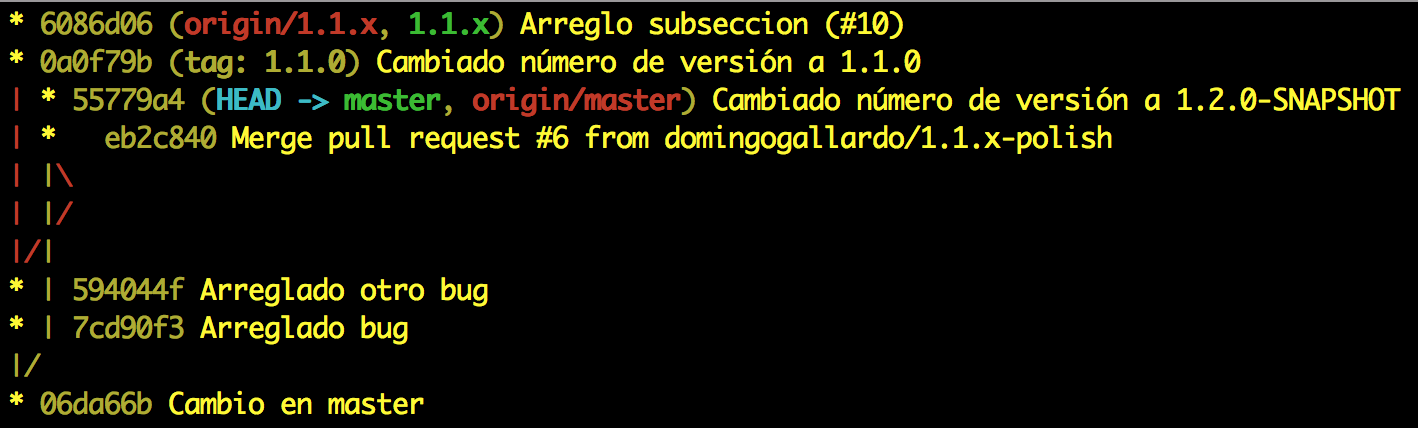 * 6086d06 (origin/1.1.x, 1.1.x) Arreglo subseccion (#10)
* 0a0f79b (tag: 1.1.0) Cambiado número de versión a 1.1.0
| * 55779a4 (HEAD -> master, origin/master) Cambiado número de versión a 1.2.0-SNAPSHOT
| *   eb2c840 Merge pull request #6 from domingogallardo/1.1.x-polish
| |\
| |/
|/|
* | 594044f Arreglado otro bug
* | 7cd90f3 Arreglado bug
|/
* 06da66b Cambio en master